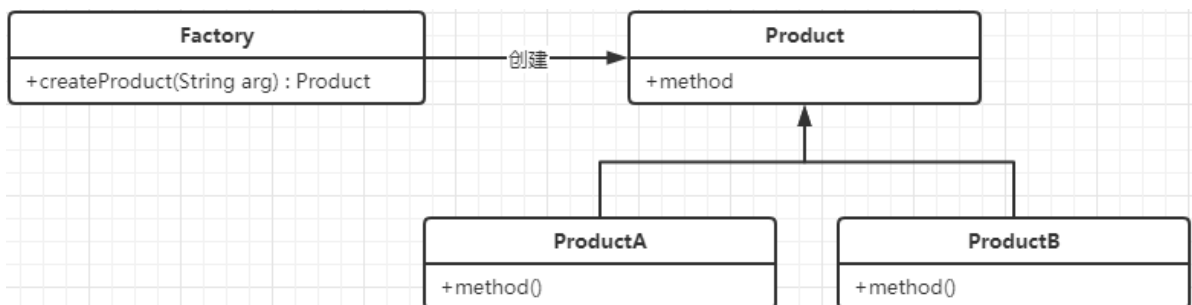 Factory
+createProduct(String arg) : Product
创建
Product
+method
ProductA
+method()
ProductB
+method()